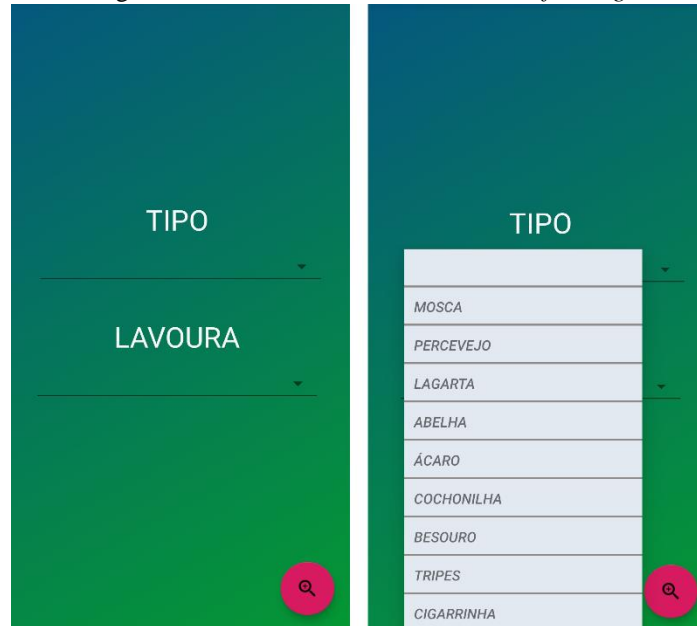 TIPO
LAVOURA
TIPO
MOSCA
PERCEVEJO
LAGARTA
ABELHA
ÁCARO
COCHONILHA
BESOURO
TRIPES
CIGARRINHA